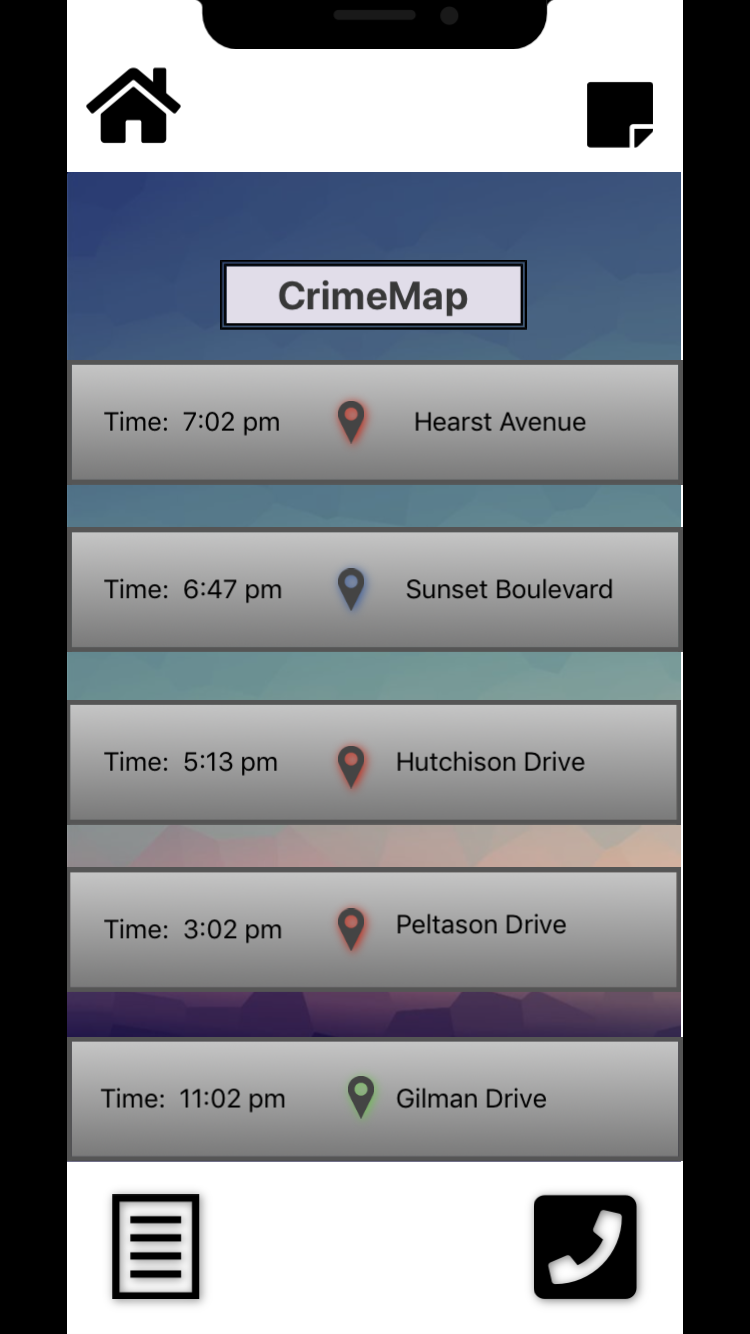 CrimeMap
Time: 7:02 pm Hearst Avenue
Time: 6:47 pm Sunset Boulevard
Time: 5:13 pm Hutchison Drive
Time: 3:02 pm Peltason Drive
Time: 11:02 pm Gilman Drive